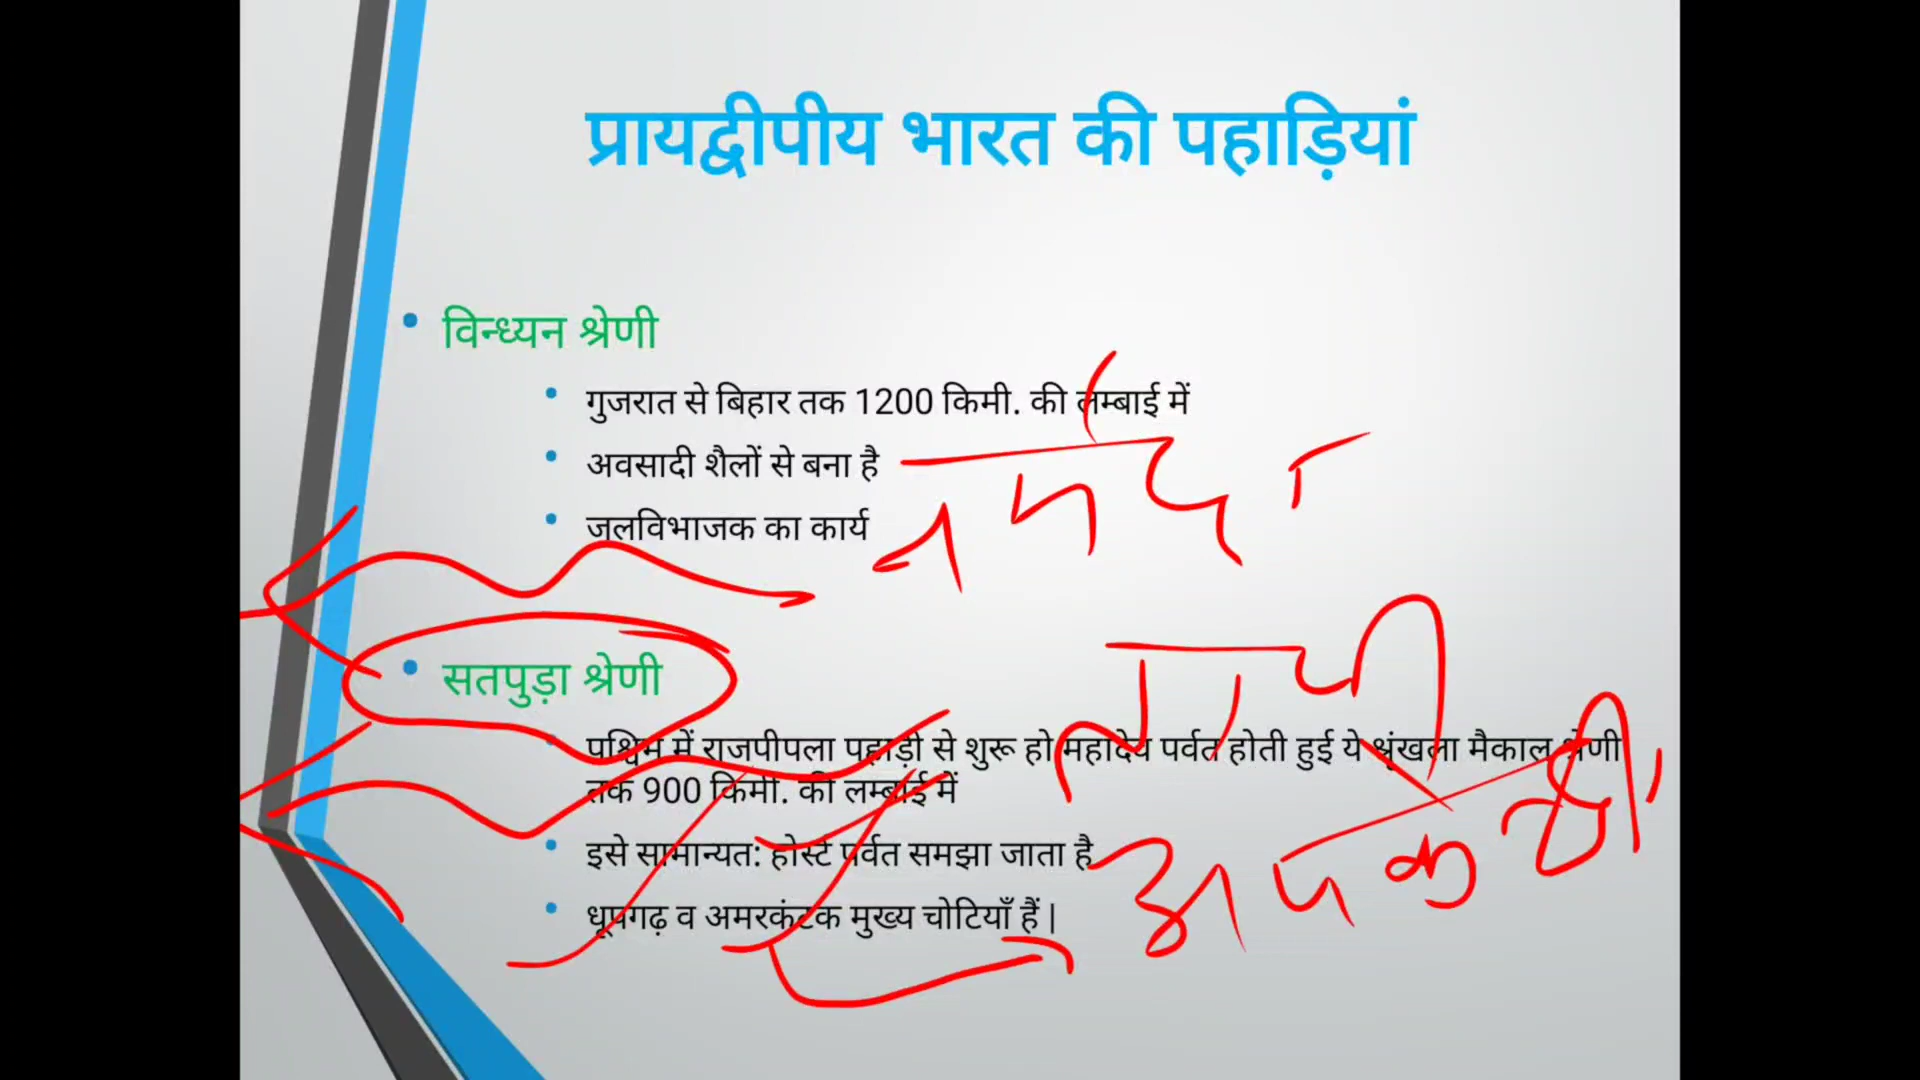 प्रायद्वीपीय भारत की पहाड़ियां
विन्ध्यन श्रेणी
गुजरात से बिहार तक 1200 किमी. की लम्बाई में
अवसादी शैलों से बना है
नर्मदा
जलविभाजक का कार्य
सतपुड़ा श्रेणी
पश्चिम में राजपीपला पहाड़ी से शुरू हो महादेव पर्वत होती हुई ये श्रृंखला मैकाल श्रेणी
तक 900 किमी. की लम्बाई में
इसे सामान्यत: होर्स्ट पर्वत समझा जाता है
धूपगढ़ व अमरकंटक मुख्य चोटियाँ हैं |